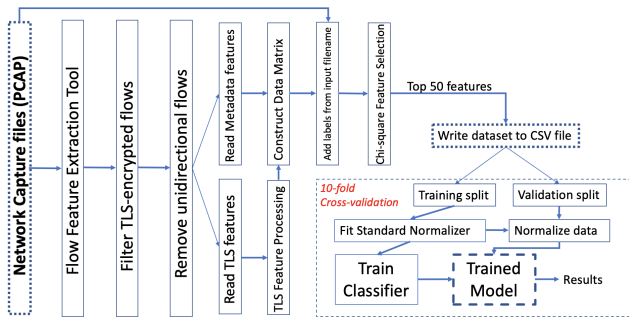 Network Capture files (PCAP)
Flow Feature Extraction Tool
Filter TLS-encrypted flows
Remove unidirectional flows
Read Metadata features
Read TLS features
Construct Data Matrix
TLS Feature Processing
Add labels from input filename
Chi-square Feature Selection
Top 50 features
Write dataset to CSV file
10-fold
Cross-validation
Training split
Validation split
Fit Standard Normalizer
Normalize data
Train
Classifier
Trained
Model
Results